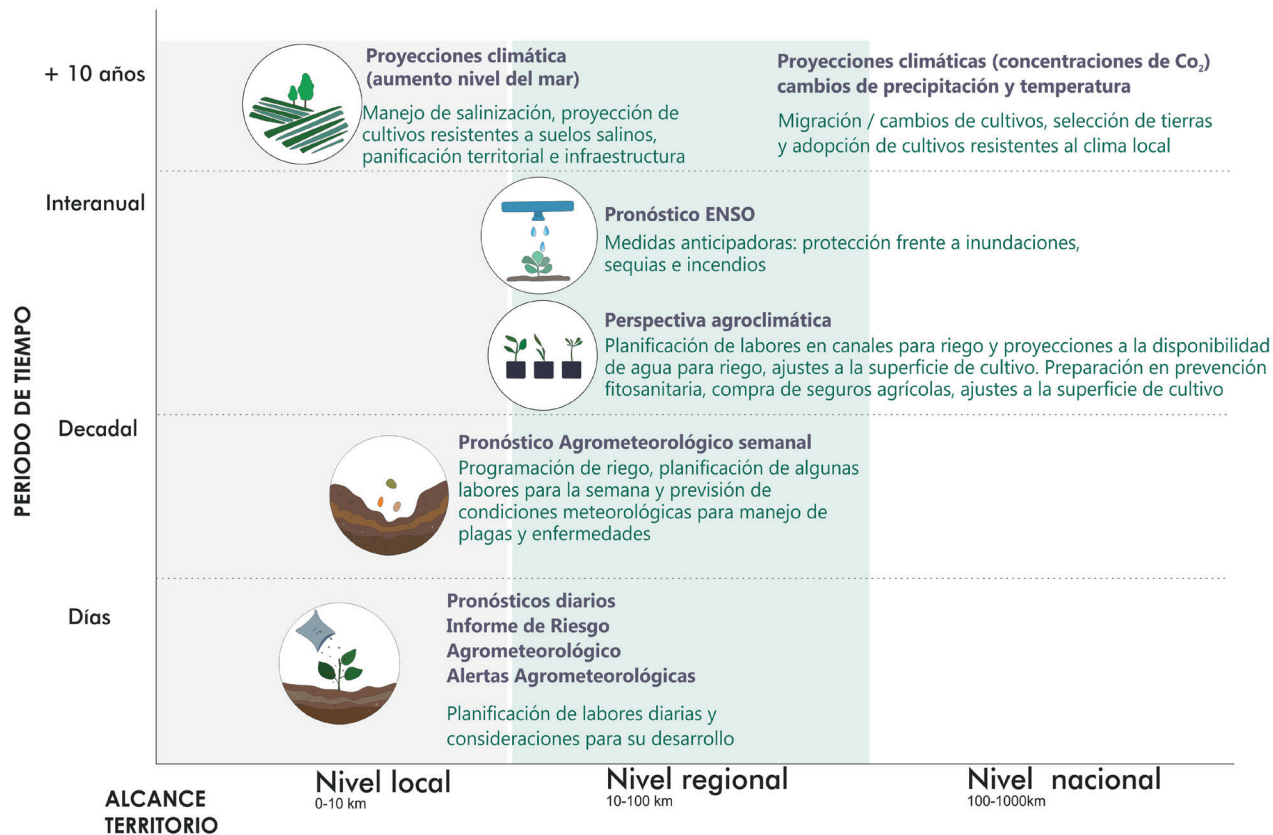 PERIODO DE TIEMPO
+ 10 años
Proyecciones climática
(aumento nivel del mar)
Manejo de salinización, proyección de
cultivos resistentes a suelos salinos,
panificación territorial e infraestructura
Proyecciones climáticas (concentraciones de Co₂)
cambios de precipitación y temperatura
Migración / cambios de cultivos, selección de tierras
y adopción de cultivos resistentes al clima local
Interanual
Pronóstico ENSO
Medidas anticipadoras: protección frente a inundaciones,
sequias e incendios
Perspectiva agroclimática
Planificación de labores en canales para riego y proyecciones a la disponibilidad
de agua para riego, ajustes a la superficie de cultivo. Preparación en prevención
fitosanitaria, compra de seguros agrícolas, ajustes a la superficie de cultivo
Decadal
Pronóstico Agrometeorológico semanal
Programación de riego, planificación de algunas
labores para la semana y previsión de
condiciones meteorológicas para manejo de
plagas y enfermedades
Días
Pronósticos diarios
Informe de Riesgo
Agrometeorológico
Alertas Agrometeorológicas
Planificación de labores diarias y
consideraciones para su desarrollo
ALCANCE
TERRITORIO
Nivel local
0-10 km
Nivel regional
10-100 km
Nivel nacional
100-1000km